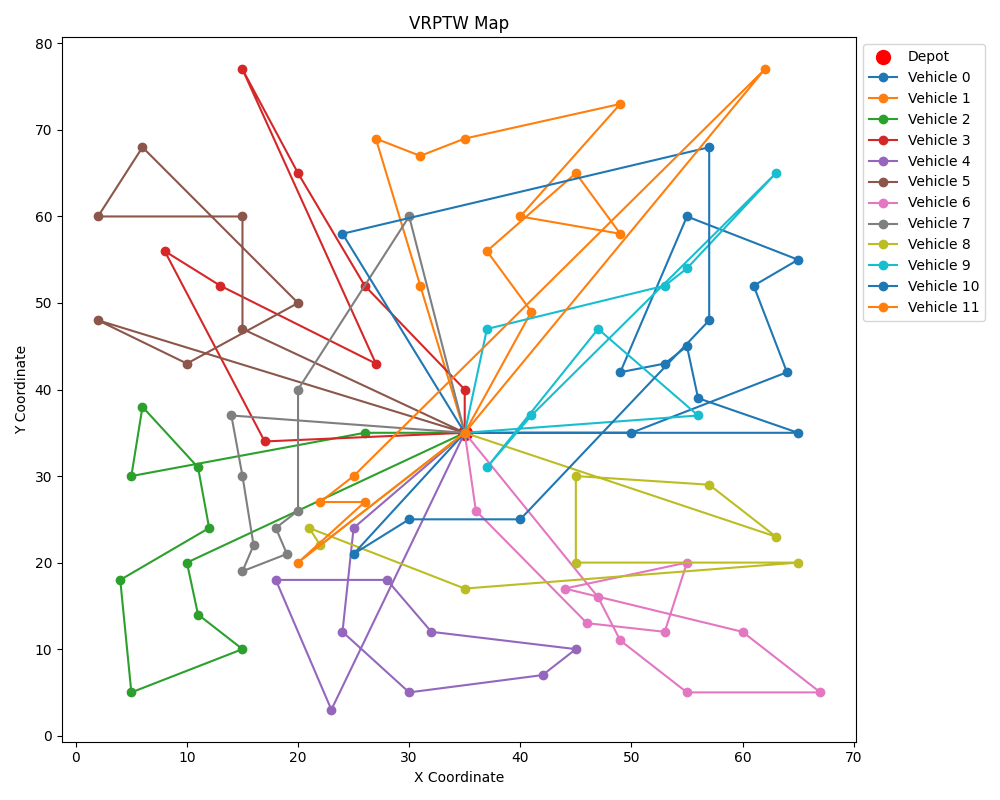 VRPTW Map
80
70
60
50
40
30
20
10
0
Y Coordinate
0 10 20 30 40 50 60 70
X Coordinate
Depot
Vehicle 0
Vehicle 1
Vehicle 2
Vehicle 3
Vehicle 4
Vehicle 5
Vehicle 6
Vehicle 7
Vehicle 8
Vehicle 9
Vehicle 10
Vehicle 11